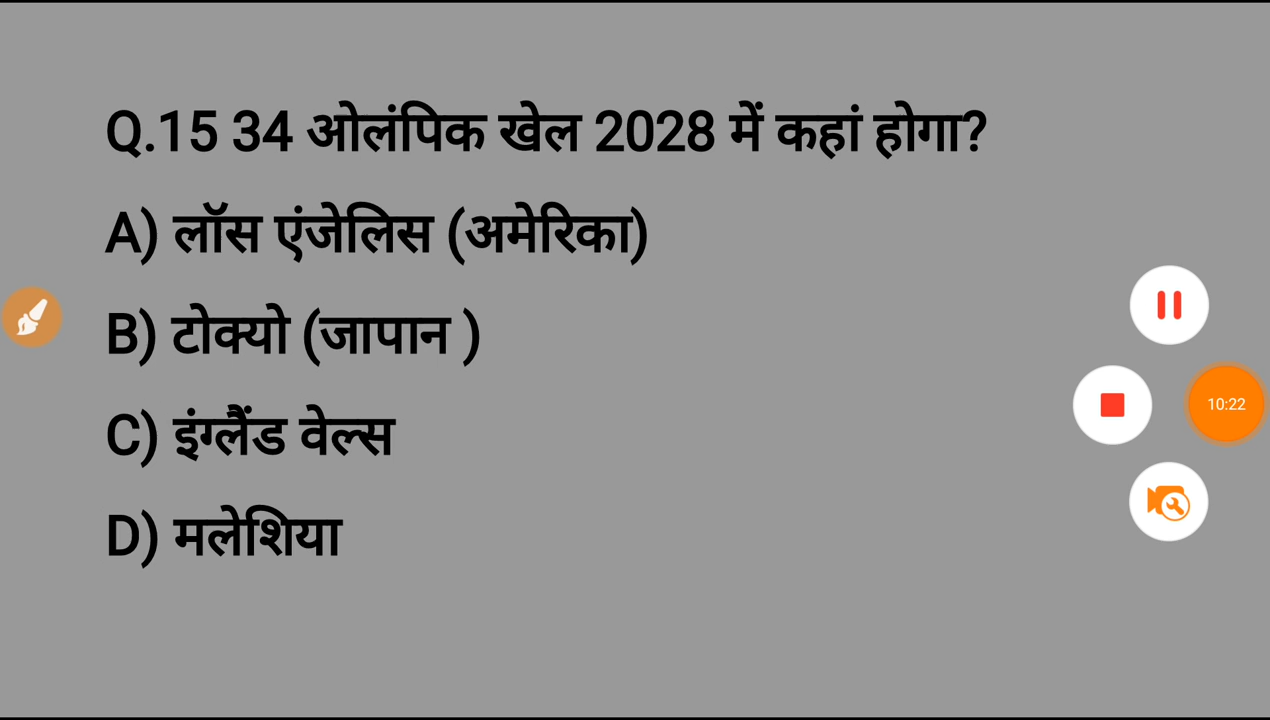 Q.15 34 ओलंपिक खेल 2028 में कहां होगा?
A) लॉस एंजेलिस (अमेरिका)
B) टोक्यो (जापान )
C) इंग्लैंड वेल्स
D) मलेशिया
10:22